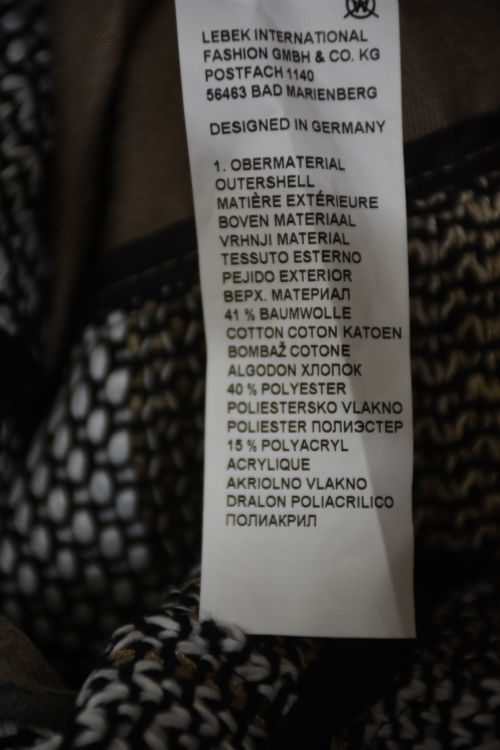 LEBEK INTERNATIONAL
FASHION GMBH & CO. KG
POSTFACH 1140
56463 BAD MARIENBERG
DESIGNED IN GERMANY
1. OBERMATERIAL
OUTERSHELL
MATIÈRE EXTÉRIEURE
BOVEN MATERIAAL
VRHNJI MATERIAL
TESSUTO ESTERNO
PEJIDO EXTERIOR
ВЕРХ. МАТЕРИАЛ
41 % BAUMWOLLE
COTTON COTON KATOEN
BOMBAŽ COTONE
ALGODON ХЛОПОК
40 % POLYESTER
POLIESTERSKO VLAKNO
POLIESTER ПОЛИЭСТЕР
15 % POLYACRYL
ACRYLIQUE
AKRIOLNO VLAKNO
DRALON POLIACRILICO
ПОЛИАКРИЛ